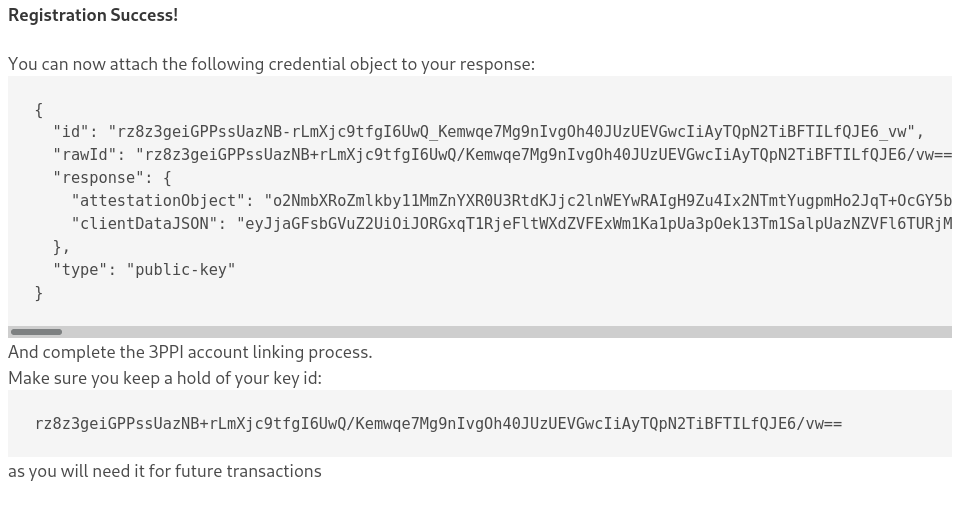 Registration Success!
You can now attach the following credential object to your response:
{
"id": "rz8z3geiGPPssUazNB-rLmXjc9tfgI6UwQ_Kemwqe7Mg9nIvgOh40JUzUEVGwcIiAyTQpN2TiBFTILfQJE6_vw",
"rawId": "rz8z3geiGPPssUazNB+rLmXjc9tfgI6UwQ/Kemwqe7Mg9nIvgOh40JUzUEVGwcIiAyTQpN2TiBFTILfQJE6/vw==
"response": {
"attestationObject": "o2NmbXRoZmlkby11MmZnYXR0U3RtdKJjc2lnWEYwRAIgH9Zu4Ix2NTmtYugpmHo2JqT+OcGY5b
"clientDataJSON": "eyJjaGFsbGVuZ2UiOiJORGxqT1RjeFltWXdZVFExWm1Ka1pUa3pOek13Tm1SalpUazNZVFl6TURjM
},
"type": "public-key"
}
And complete the 3PPI account linking process.
Make sure you keep a hold of your key id:
rz8z3geiGPPssUazNB+rLmXjc9tfgI6UwQ/Kemwqe7Mg9nIvgOh40JUzUEVGwcIiAyTQpN2TiBFTILfQJE6/vw==
as you will need it for future transactions